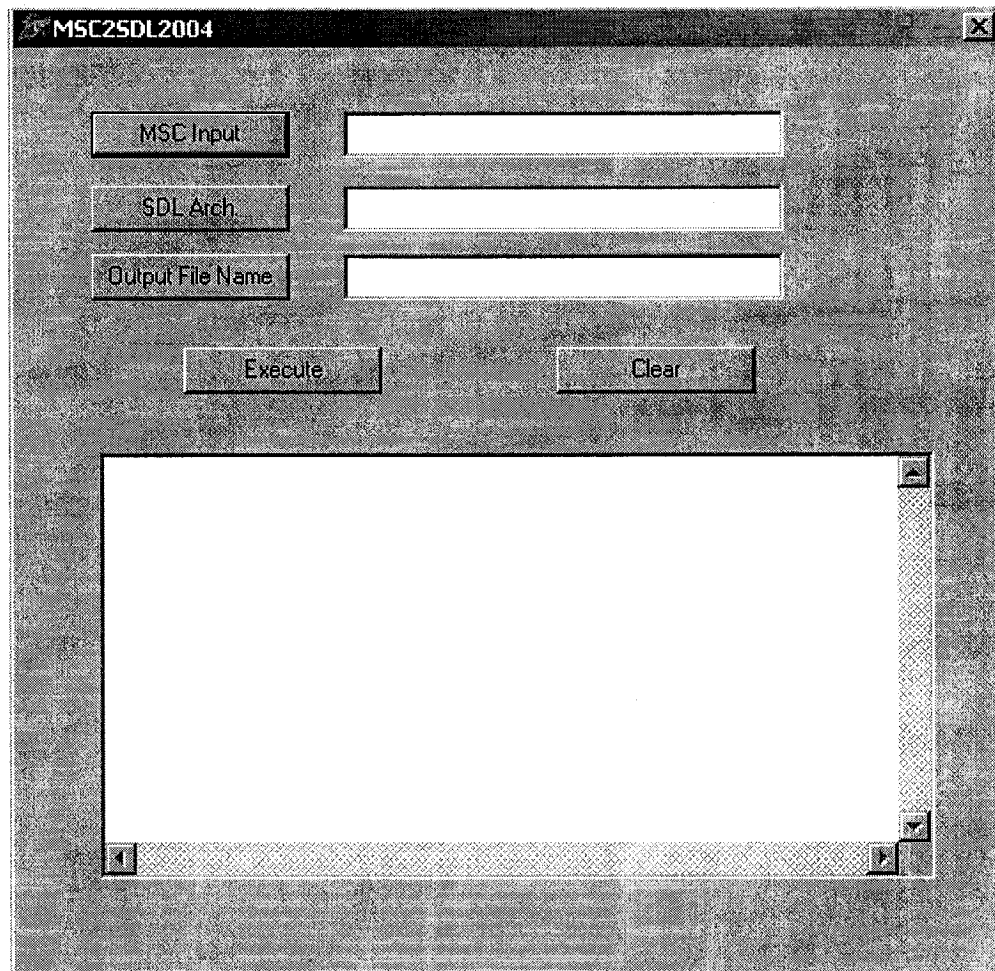 MSC2SDL2004
MSC Input
SDL Arch
Output File Name
Execute
Clear